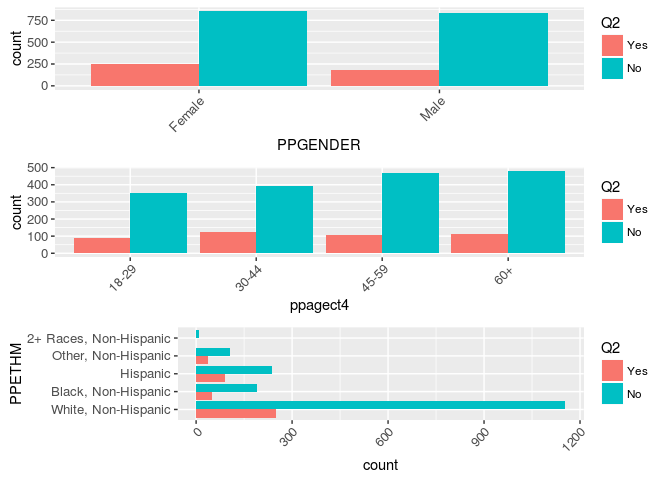 count
750
500
250
0
Female
Male
PPGENDER
Q2
Yes
No
count
500
400
300
200
100
0
18-29
30-44
45-59
60+
ppagect4
Q2
Yes
No
PPETHM
2+ Races, Non-Hispanic
Other, Non-Hispanic
Hispanic
Black, Non-Hispanic
White, Non-Hispanic
0
300
600
900
1200
count
Q2
Yes
No